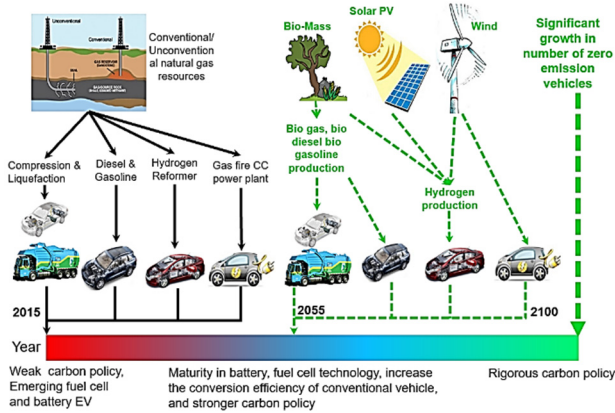 Unconventional
Conventional
GAS RESERVOIR
Conventional/
Unconvention
al natural gas
resources
Bio-Mass
Solar PV
Wind
Significant
growth in
number of zero
emission
vehicles
Compression &
Liquefaction
Diesel &
Gasoline
Hydrogen
Reformer
Gas fire CC
power plant
Bio gas, bio
diesel bio
gasoline
production
Hydrogen
production
2015
2055
2100
Year
Weak carbon policy,
Emerging fuel cell
and battery EV
Maturity in battery, fuel cell technology, increase
the conversion efficiency of conventional vehicle,
and stronger carbon policy
Rigorous carbon policy